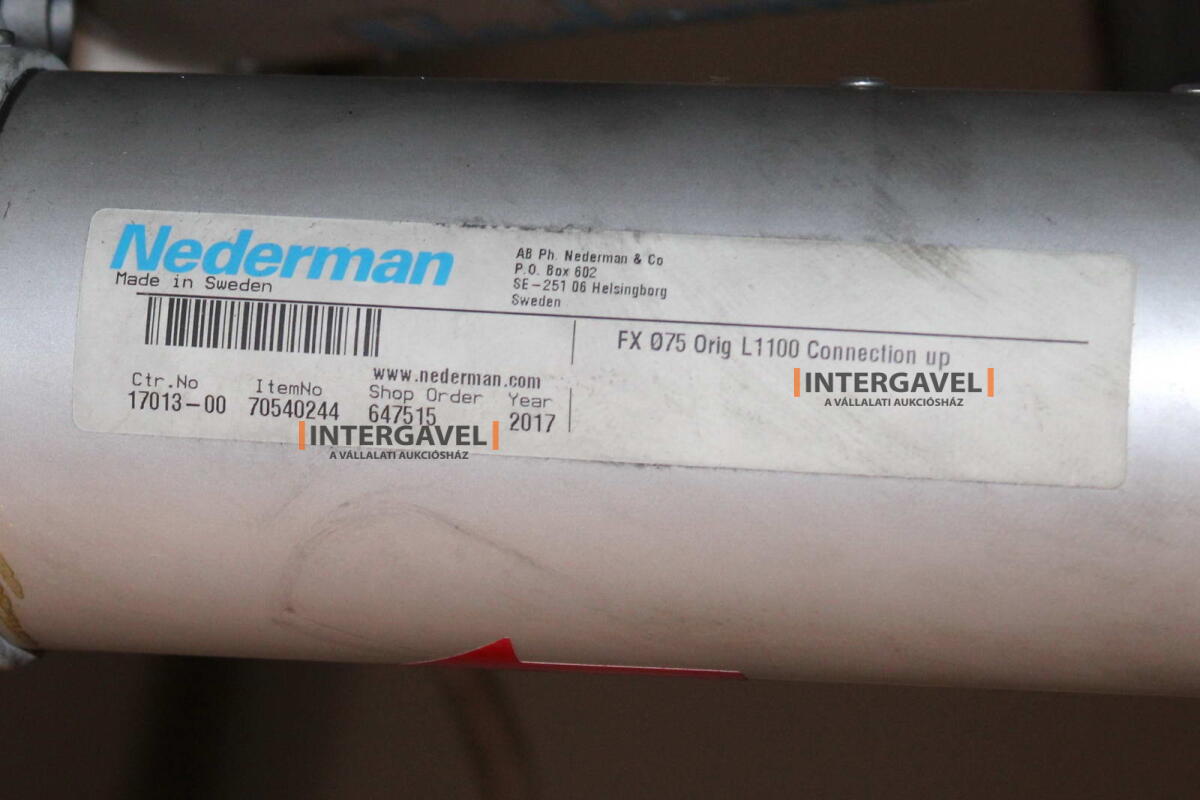 Nederman
Made in Sweden
AB Ph. Nederman & Co
P.O. Box 602
SE-251 06 Helsingborg
Sweden
FX Ø75 Orig L1100 Connection up
www.nederman.com
Ctr.No ItemNo Shop Order Year
17013-00 70540244 647515 2017
INTERGAVEL
A VÁLLALATI AUKCIÓSHÁZ
INTERGAVEL
A VÁLLALATI AUKCIÓSHÁZ